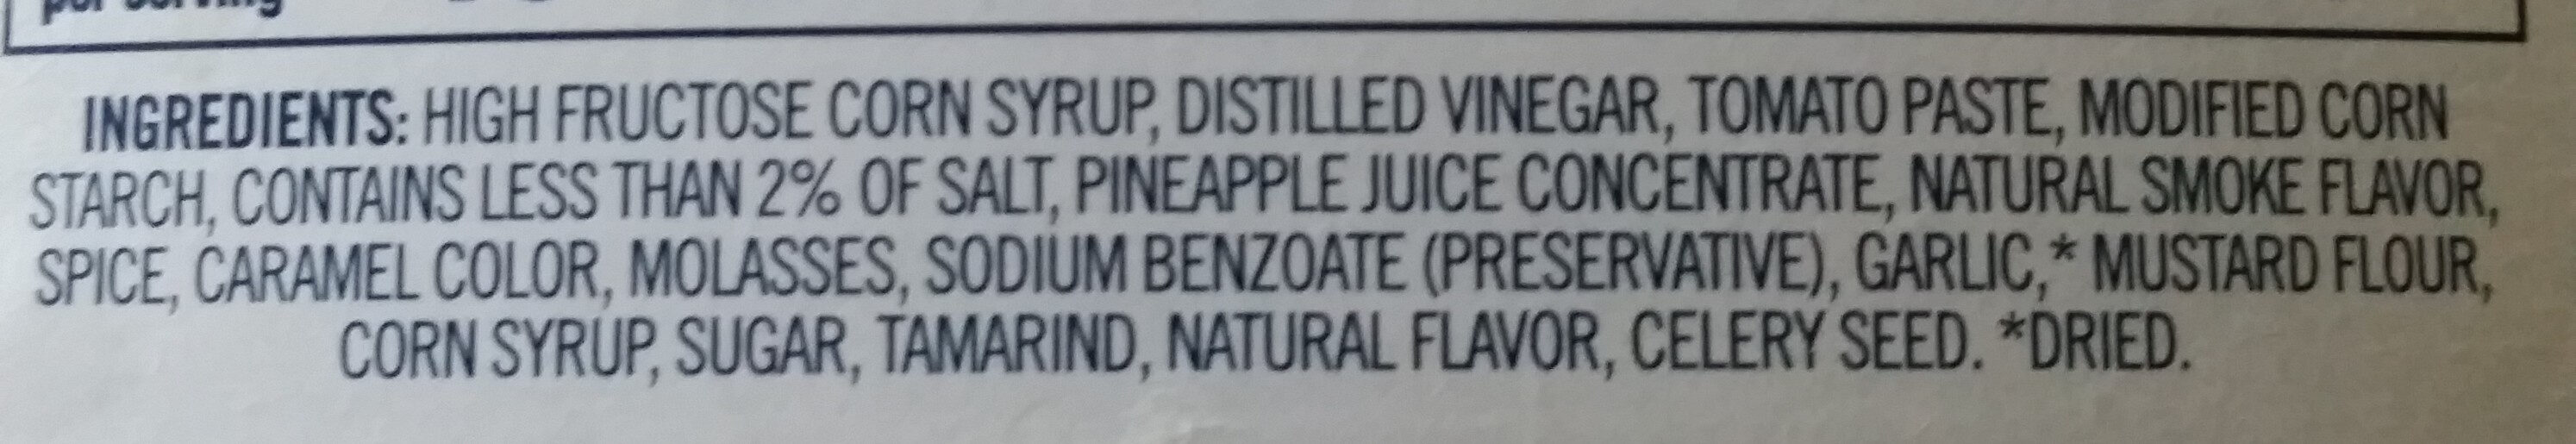 per serving
INGREDIENTS: HIGH FRUCTOSE CORN SYRUP, DISTILLED VINEGAR, TOMATO PASTE, MODIFIED CORN
STARCH, CONTAINS LESS THAN 2% OF SALT, PINEAPPLE JUICE CONCENTRATE, NATURAL SMOKE FLAVOR,
SPICE, CARAMEL COLOR, MOLASSES, SODIUM BENZOATE (PRESERVATIVE), GARLIC,* MUSTARD FLOUR,
CORN SYRUP, SUGAR, TAMARIND, NATURAL FLAVOR, CELERY SEED. *DRIED.